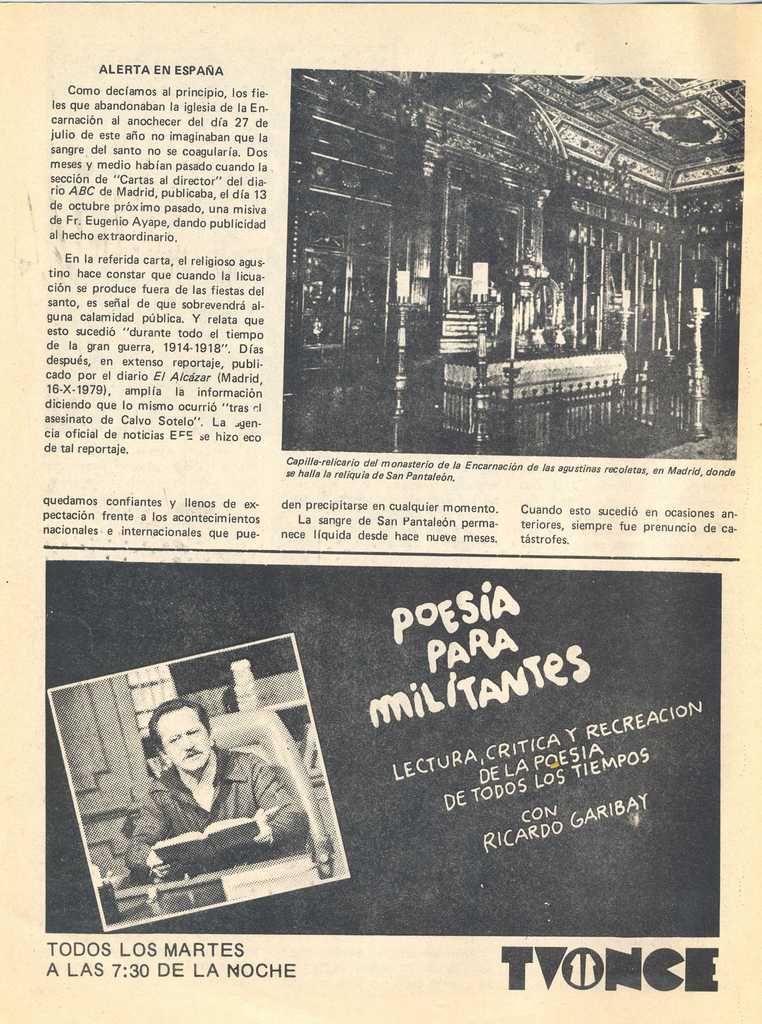 ALERTA EN ESPAÑA
Como decíamos al principio, los fie-
les que abandonaban la iglesia de la En-
carnación al anochecer del día 27 de
julio de este año no imaginaban que la
sangre del santo no se coagularía. Dos
meses y medio habían pasado cuando la
sección de "Cartas al director" del dia-
rio ABC de Madrid, publicaba, el día 13
de octubre próximo pasado, una misiva
de Fr. Eugenio Ayape, dando publicidad
al hecho extraordinario.
En la referida carta, el religioso agus-
tino hace constar que cuando la licua-
ción se produce fuera de las fiestas del
santo, es señal de que sobrevendrá al-
guna calamidad pública. Y relata que
esto sucedió "durante todo el tiempo
de la gran guerra, 1914-1918". Días
después, en extenso reportaje, publi-
cado por el diario El Alcázar (Madrid,
16-X-1979), amplía la información
diciendo que lo mismo ocurrió "tras el
asesinato de Calvo Sotelo". La agen-
cia oficial de noticias EFE se hizo eco
de tal reportaje.
Capilla-relicario del monasterio de la Encarnación de las agustinas recoletas, en Madrid, donde
se halla la reliquia de San Pantaleón.
quedamos confiantes y llenos de ex-
pectación frente a los acontecimientos
nacionales e internacionales que pue-
den precipitarse en cualquier momento.
La sangre de San Pantaleón perma-
nece líquida desde hace nueve meses.
Cuando esto sucedió en ocasiones an-
teriores, siempre fue prenuncio de ca-
tástrofes.
POESÍA
PARA
MILITANTES
LECTURA, CRITICA Y RECREACION
DE LA POESIA
DE TODOS LOS TIEMPOS
CON
RICARDO GARIBAY
TODOS LOS MARTES
A LAS 7:30 DE LA NOCHE
TVONCE